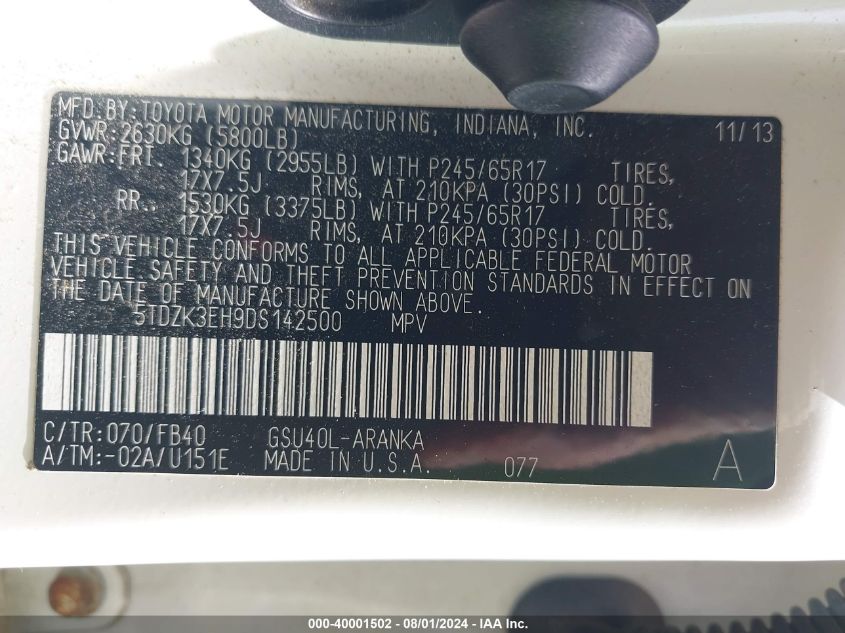 MFD.BY:TOYOTA MOTOR MANUFACTURING, INDIANA, INC. 11/13
GVWR:2630KG (5800LB)
GAWR:FRT. 1340KG (2955LB) WITH P245/65R17 TIRES,
17X7.5J RIMS, AT 210KPA (30PSI) COLD.
RR., 1530KG (3375LB) WITH P245/65R17 TIRES,
17X7.5J RIMS, AT 210KPA (30PSI) COLD.
THIS VEHICLE CONFORMS TO ALL APPLICABLE FEDERAL MOTOR
VEHICLE SAFETY AND THEFT PREVENTION STANDARDS IN EFFECT ON
THE DATE OF MANUFACTURE SHOWN ABOVE.
5TDZK3EH9DS142500 MPV
C/TR:070/FB40 GSU40L-ARANKA
A/TM:-02A/U151E MADE IN U.S.A. 077 A
000-40001502 - 08/01/2024 - IAA Inc.